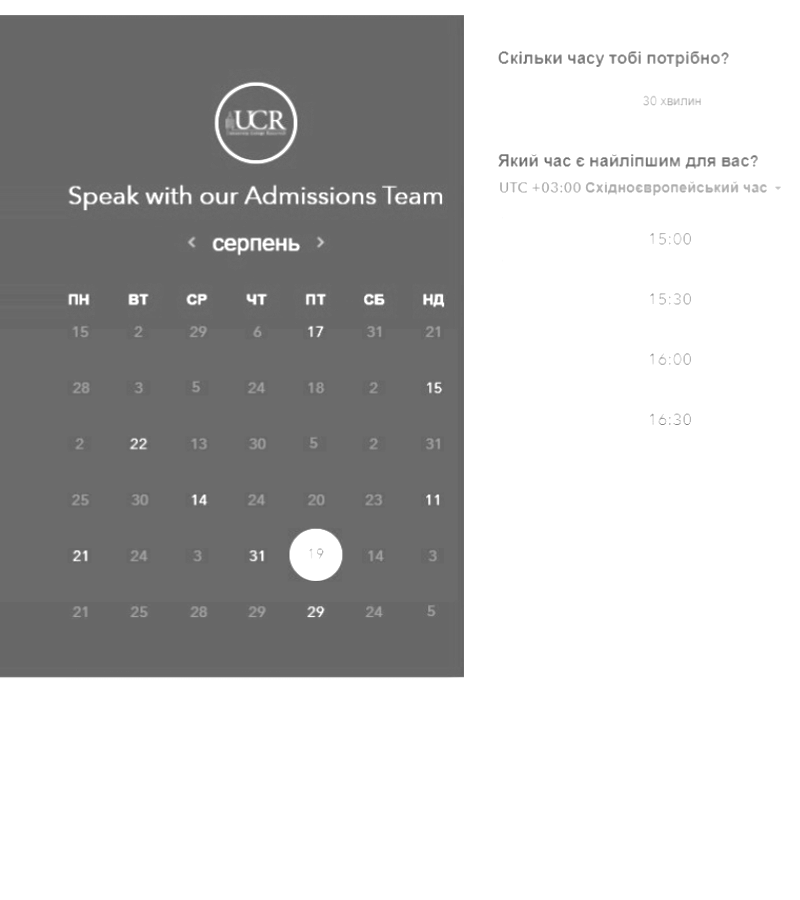 UCR
Speak with our Admissions Team
серпень
ПН ВТ СР ЧТ ПТ СБ НД
15 2 29 6 17 31 21
28 3 5 24 18 2 15
2 22 13 30 5 2 31
25 30 14 24 20 23 11
21 24 3 31 19 14 3
21 25 28 29 29 24 5
Скільки часу тобі потрібно?
30 хвилин
Який час є найліпшим для вас?
UTC +03:00 Східноєвропейський час
15:00
15:30
16:00
16:30